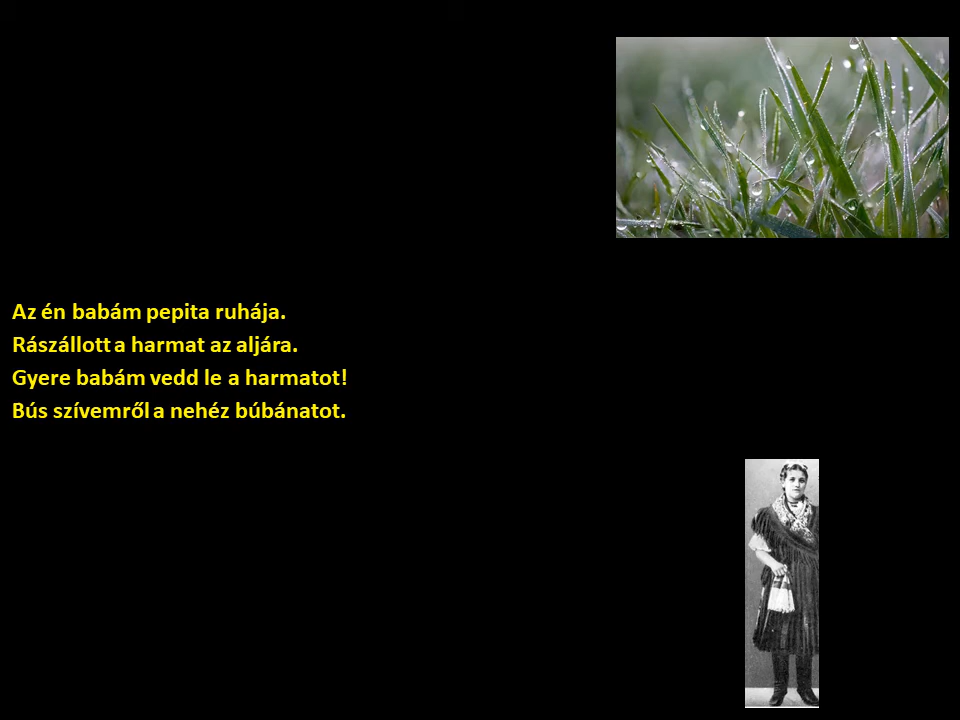 Az én babám pepita ruhája.
Rászállott a harmat az aljára.
Gyere babám vedd le a harmatot!
Bús szívemről a nehéz búbánatot.